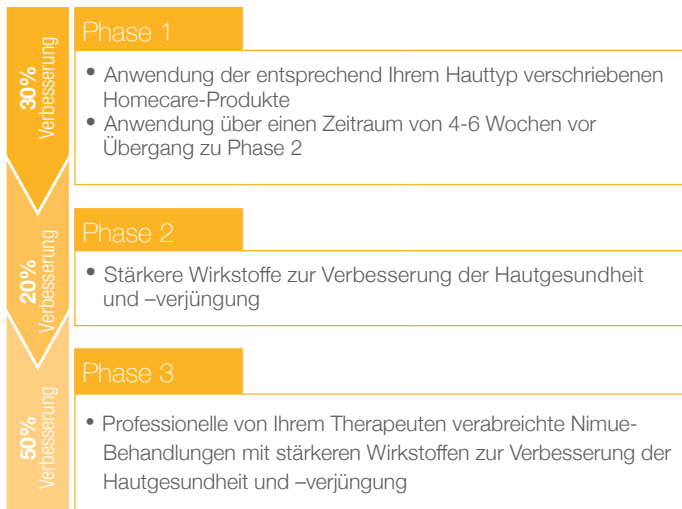 Phase 1
30%
Verbesserung
• Anwendung der entsprechend Ihrem Hauttyp verschriebenen
Homecare-Produkte
• Anwendung über einen Zeitraum von 4-6 Wochen vor
Übergang zu Phase 2
Phase 2
20%
Verbesserung
• Stärkere Wirkstoffe zur Verbesserung der Hautgesundheit
und –verjüngung
Phase 3
50%
Verbesserung
• Professionelle von Ihrem Therapeuten verabreichte Nimue-
Behandlungen mit stärkeren Wirkstoffen zur Verbesserung der
Hautgesundheit und –verjüngung